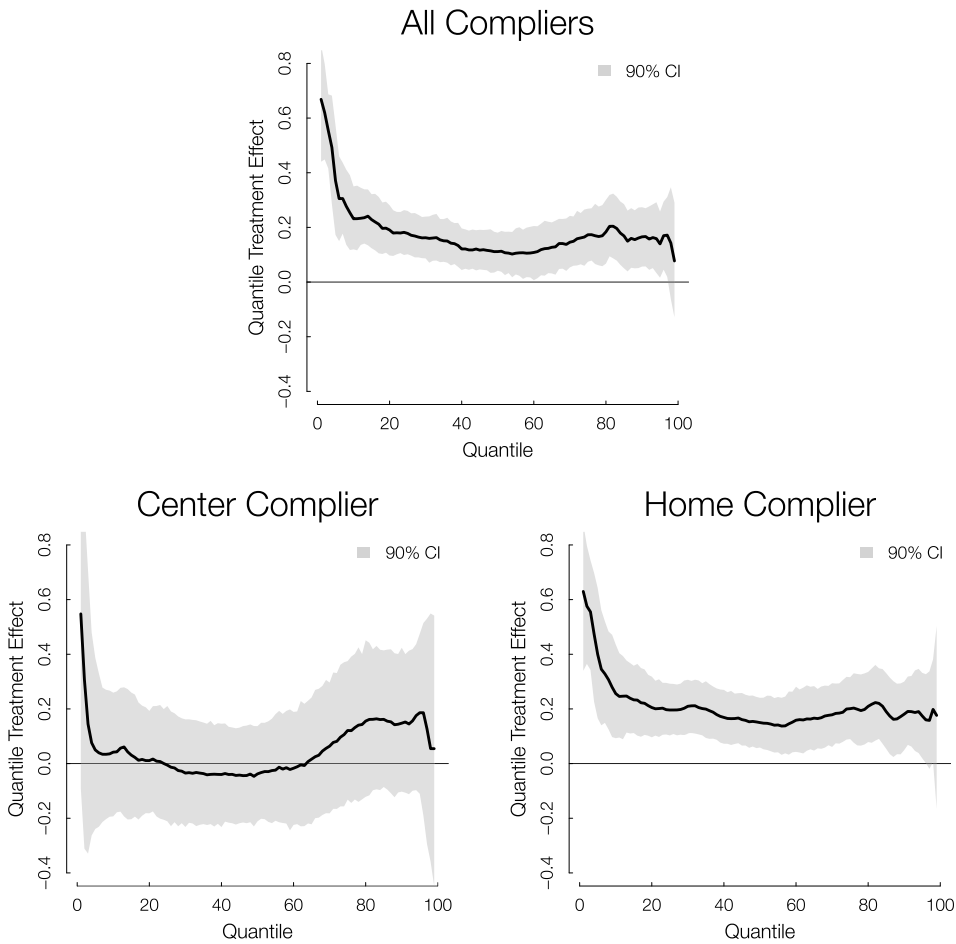 All Compliers
90% CI
Quantile Treatment Effect
0.8
0.6
0.4
0.2
0.0
−0.2
−0.4
0 20 40 60 80 100
Quantile
Center Complier
90% CI
Quantile Treatment Effect
0.8
0.6
0.4
0.2
0.0
−0.2
−0.4
0 20 40 60 80 100
Quantile
Home Complier
90% CI
Quantile Treatment Effect
0.8
0.6
0.4
0.2
0.0
−0.2
−0.4
0 20 40 60 80 100
Quantile